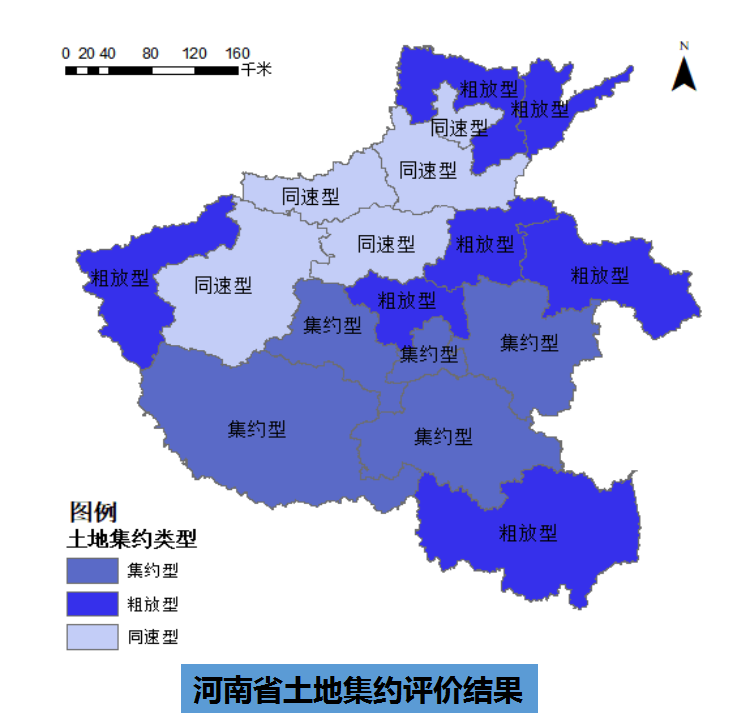 0 20 40 80 120 160
千米
N
粗放型
粗放型
同速型
同速型
同速型
同速型
粗放型
粗放型
粗放型
同速型
粗放型
集约型
集约型
集约型
集约型
集约型
粗放型
图例
土地集约类型
集约型
粗放型
同速型
河南省土地集约评价结果